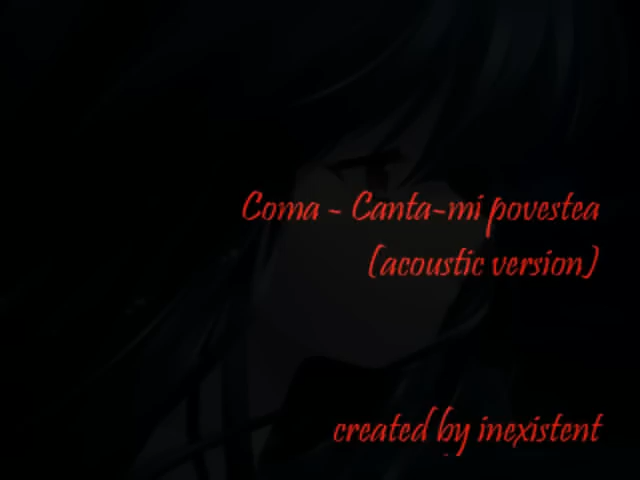 Coma - Canta-mi povestea
(acoustic version)
created by inexistent